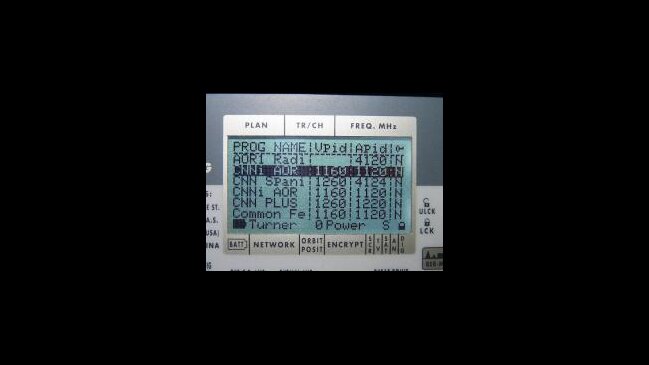 PLAN TR/CH FREQ. MHz
PROG NAME VPid APid
AORI Radi 4120 N
CNNi AOR 1160 1120 N
CNN SPani 1260 4124 N
CNNi AOR 1160 1120 N
CNN PLUS 1260 1220 N
Common Fe 1160 1120 N
Turner 0 Power S
BATT NETWORK ORBIT POSIT ENCRYPT
ULCK
LCK